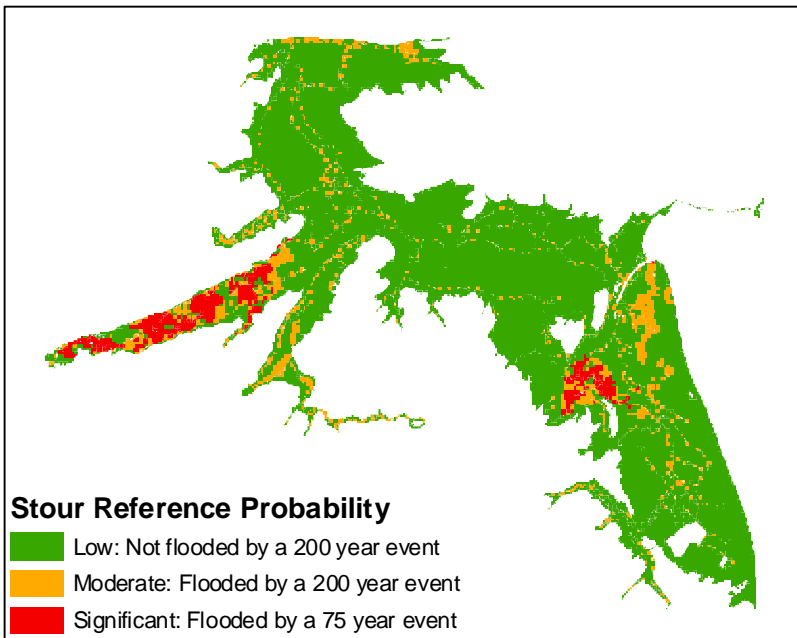 Stour Reference Probability
Low: Not flooded by a 200 year event
Moderate: Flooded by a 200 year event
Significant: Flooded by a 75 year event